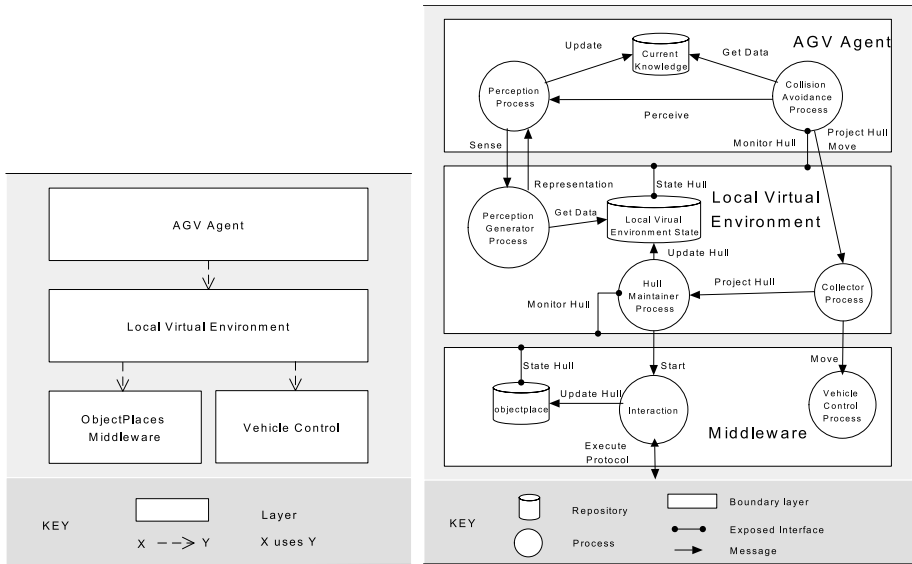 AGV Agent
Local Virtual Environment
ObjectPlaces
Middleware
Vehicle Control
KEY
Layer
X ---> Y
X uses Y
AGV Agent
Update
Current
Knowledge
Get Data
Perception
Process
Collision
Avoidance
Process
Perceive
Sense
Monitor Hull
Project Hull
Move
Representation
State Hull
Local Virtual
Environment
Perception
Generator
Process
Get Data
Local Virual
Environment State
Update Hull
Hull
Maintainer
Process
Project Hull
Collector
Process
Monitor Hull
State Hull
Start
Move
objectplace
Update Hull
Interaction
Vehicle
Control
Process
Middleware
Execute
Protocol
KEY
Repository
Process
Boundary layer
Exposed Interface
Message